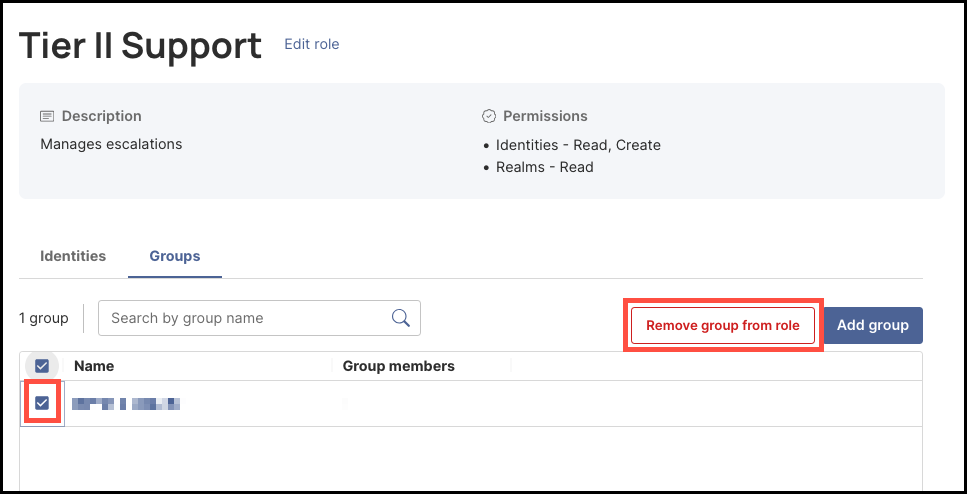 Tier II Support Edit role
Description
Manages escalations
Permissions
• Identities - Read, Create
• Realms - Read
Identities Groups
1 group Search by group name Remove group from role Add group
Name Group members